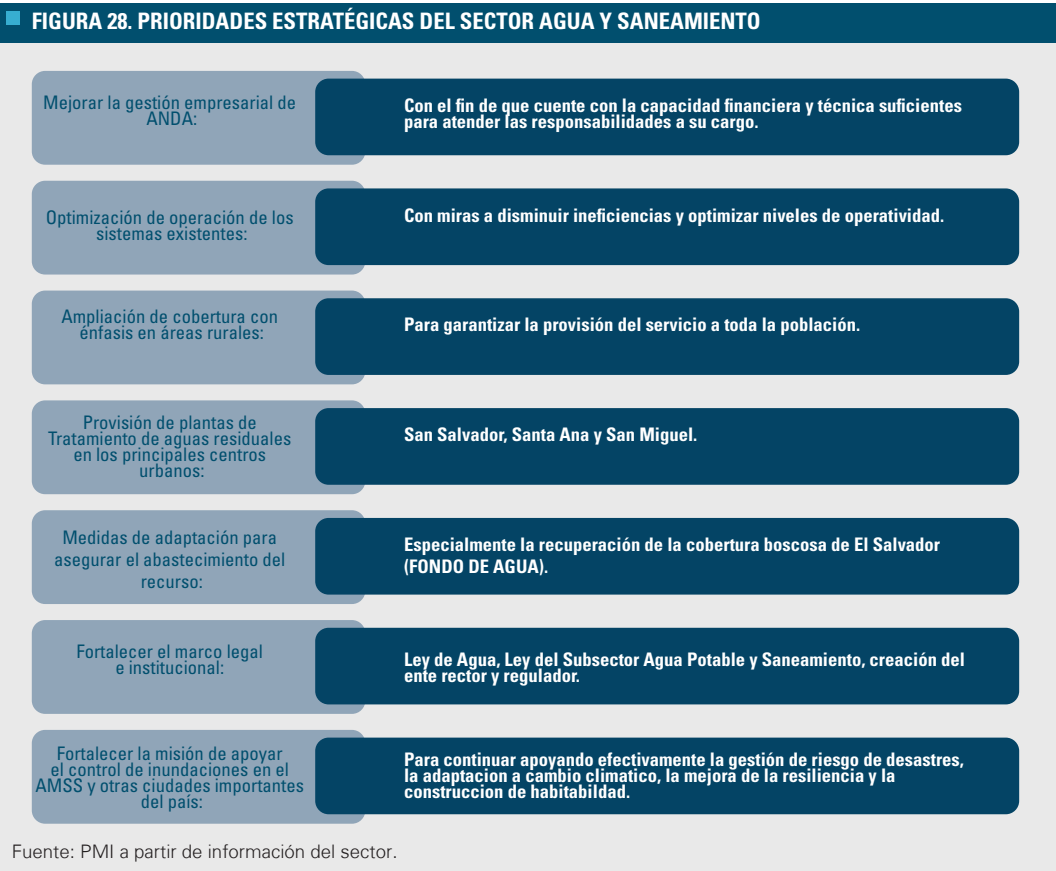 FIGURA 28. PRIORIDADES ESTRATÉGICAS DEL SECTOR AGUA Y SANEAMIENTO
Mejorar la gestión empresarial de
ANDA:
Con el fin de que cuente con la capacidad financiera y técnica suficientes
para atender las responsabilidades a su cargo.
Optimización de operación de los
sistemas existentes:
Con miras a disminuir ineficiencias y optimizar niveles de operatividad.
Ampliación de cobertura con
énfasis en áreas rurales:
Para garantizar la provisión del servicio a toda la población.
Provisión de plantas de
Tratamiento de aguas residuales
en los principales centros
urbanos:
San Salvador, Santa Ana y San Miguel.
Medidas de adaptación para
asegurar el abastecimiento del
recurso:
Especialmente la recuperación de la cobertura boscosa de El Salvador
(FONDO DE AGUA).
Fortalecer el marco legal
e institucional:
Ley de Agua, Ley del Subsector Agua Potable y Saneamiento, creación del
ente rector y regulador.
Fortalecer la misión de apoyar
el control de inundaciones en el
AMSS y otras ciudades importantes
del país:
Para continuar apoyando efectivamente la gestión de riesgo de desastres,
la adaptacion a cambio climatico, la mejora de la resiliencia y la
construccion de habitabildad.
Fuente: PMI a partir de información del sector.